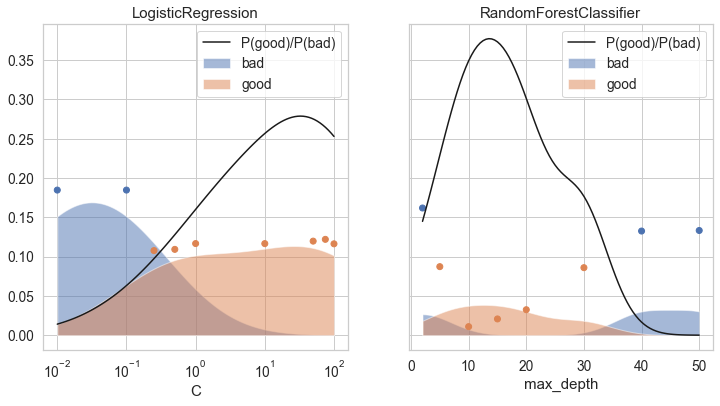 LogisticRegression
P(good)/P(bad)
bad
good
0.35
0.30
0.25
0.20
0.15
0.10
0.05
0.00
10⁻² 10⁻¹ 10⁰ 10¹ 10²
C
RandomForestClassifier
P(good)/P(bad)
bad
good
0 10 20 30 40 50
max_depth